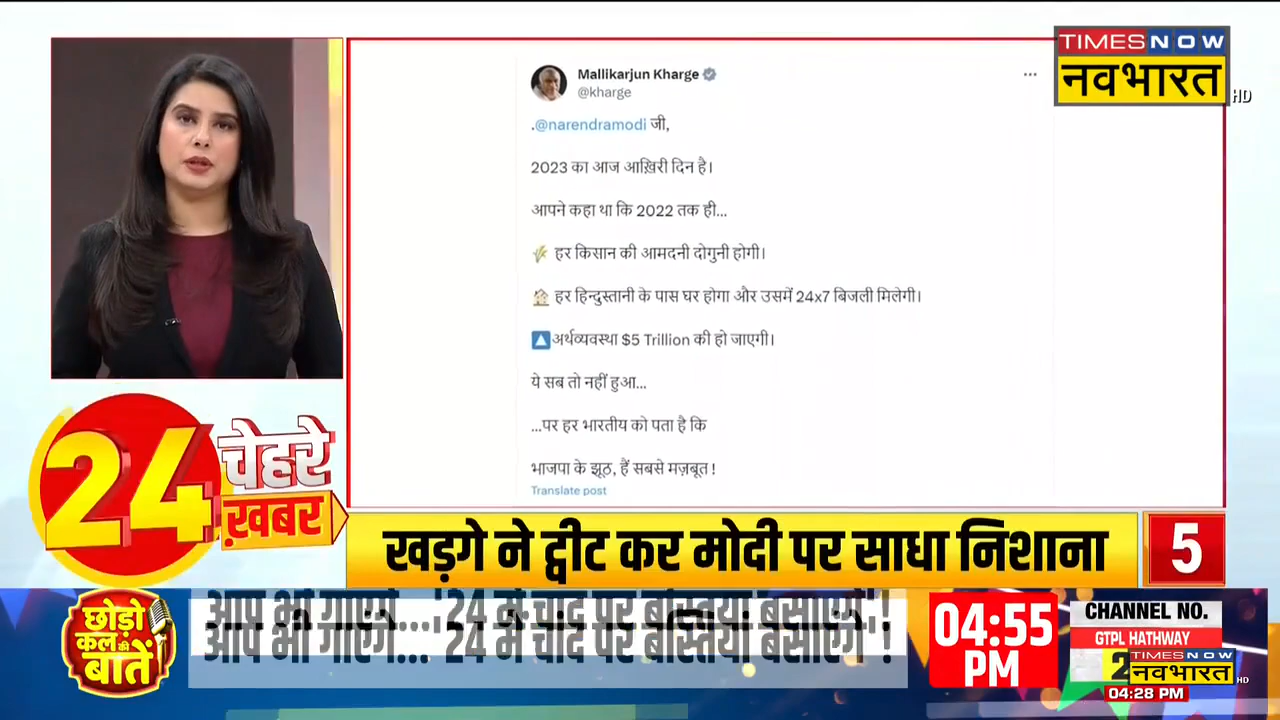 TIMES NOW
नवभारत
HD
Mallikarjun Kharge
@kharge
.@narendramodi जी,
2023 का आज आख़िरी दिन है।
आपने कहा था कि 2022 तक ही...
हर किसान की आमदनी दोगुनी होगी।
हर हिन्दुस्तानी के पास घर होगा और उसमें 24x7 बिजली मिलेगी।
अर्थव्यवस्था $5 Trillion की हो जाएगी।
ये सब तो नहीं हुआ...
...पर हर भारतीय को पता है कि
भाजपा के झूठ, हैं सबसे मज़बूत !
Translate post
24 चेहरे
ख़बर
खड़गे ने ट्वीट कर मोदी पर साधा निशाना
5
छोड़ो
कल की
बातें
आप भी गाएंगे...'24 में चांद पर बस्तियां बसाएंगे'!
04:55
PM
CHANNEL NO.
GTPL HATHWAY
TIMES NOW
नवभारत
HD
04:28 PM